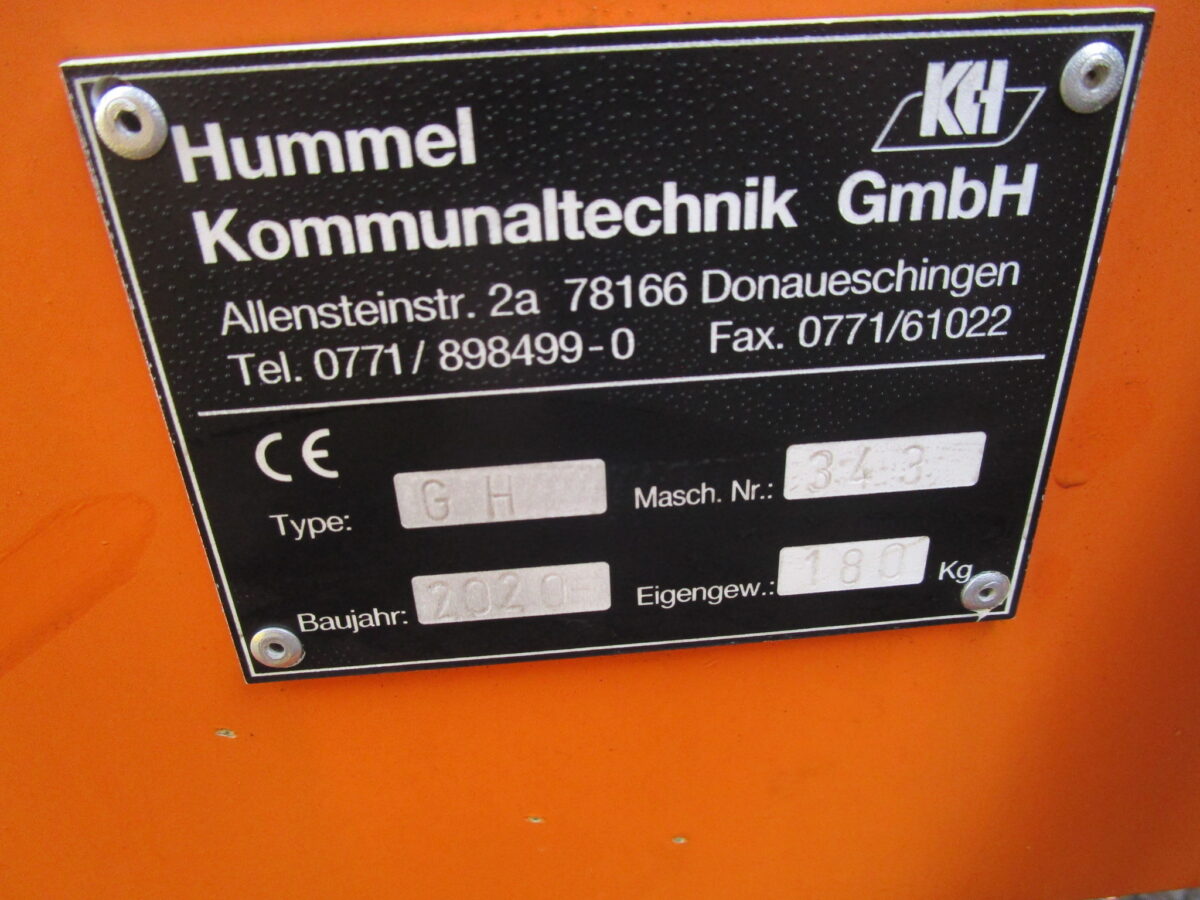 KH
Hummel
Kommunaltechnik GmbH
Allensteinstr. 2a 78166 Donaueschingen
Tel. 0771/898499-0 Fax. 0771/61022
CE
Type: GH Masch. Nr.: 343
Baujahr: 2020 Eigengew.: 180 Kg